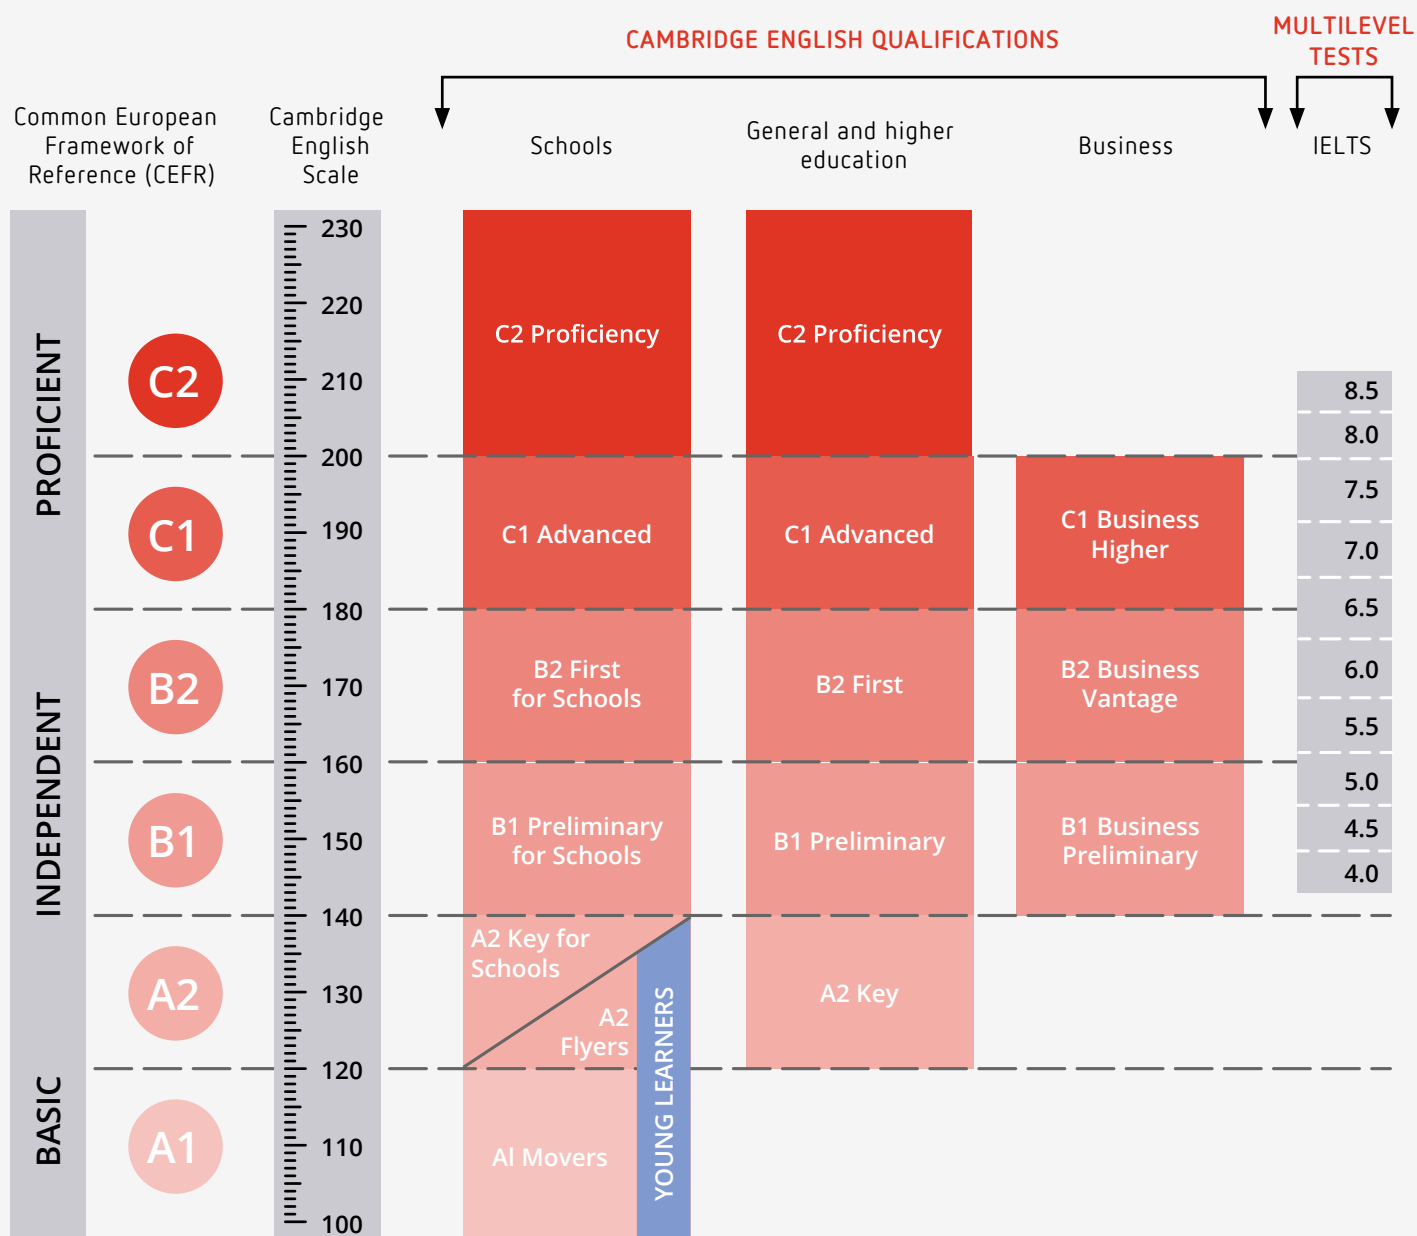 CAMBRIDGE ENGLISH QUALIFICATIONS
MULTILEVEL
TESTS
Common European
Framework of
Reference (CEFR)
Cambridge
English
Scale
Schools
General and higher
education
Business
IELTS
PROFICIENT
INDEPENDENT
BASIC
C2
C1
B2
B1
A2
A1
230
220
210
200
190
180
170
160
150
140
130
120
110
100
C2 Proficiency
C1 Advanced
B2 First
for Schools
B1 Preliminary
for Schools
A2 Key for
Schools
A2
Flyers
Al Movers
YOUNG LEARNERS
C2 Proficiency
C1 Advanced
B2 First
B1 Preliminary
A2 Key
C1 Business
Higher
B2 Business
Vantage
B1 Business
Preliminary
8.5
8.0
7.5
7.0
6.5
6.0
5.5
5.0
4.5
4.0